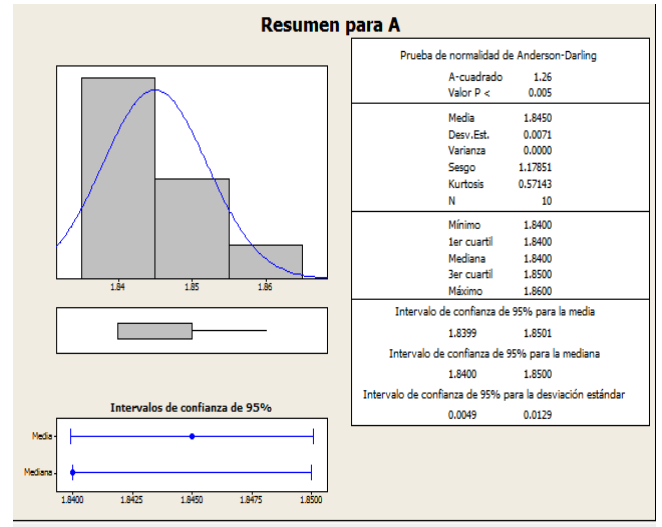 Resumen para A
1.84 1.85 1.86
Intervalos de confianza de 95%
Media
Mediana
1.8400 1.8425 1.8450 1.8475 1.8500
Prueba de normalidad de Anderson-Darling
A-cuadrado 1.26
Valor P < 0.005
Media 1.8450
Desv.Est. 0.0071
Varianza 0.0000
Sesgo 1.17851
Kurtosis 0.57143
N 10
Mínimo 1.8400
1er cuartil 1.8400
Mediana 1.8400
3er cuartil 1.8500
Máximo 1.8600
Intervalo de confianza de 95% para la media
1.8399 1.8501
Intervalo de confianza de 95% para la mediana
1.8400 1.8500
Intervalo de confianza de 95% para la desviación estándar
0.0049 0.0129